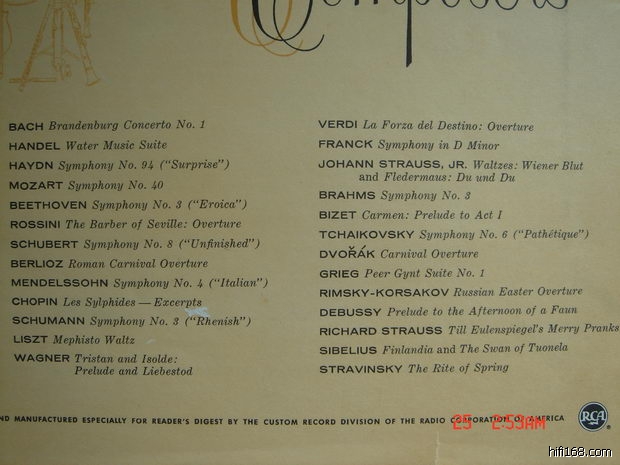 Composers
BACH Brandenburg Concerto No. 1
HANDEL Water Music Suite
HAYDN Symphony No. 94 ("Surprise")
MOZART Symphony No. 40
BEETHOVEN Symphony No. 3 ("Eroica")
ROSSINI The Barber of Seville: Overture
SCHUBERT Symphony No. 8 ("Unfinished")
BERLIOZ Roman Carnival Overture
MENDELSSOHN Symphony No. 4 ("Italian")
CHOPIN Les Sylphides — Excerpts
SCHUMANN Symphony No. 3 ("Rhenish")
LISZT Mephisto Waltz
WAGNER Tristan and Isolde:
Prelude and Liebestod
VERDI La Forza del Destino: Overture
FRANCK Symphony in D Minor
JOHANN STRAUSS, JR. Waltzes: Wiener Blut
and Fledermaus: Du und Du
BRAHMS Symphony No. 3
BIZET Carmen: Prelude to Act I
TCHAIKOVSKY Symphony No. 6 ("Pathétique")
DVOŘÁK Carnival Overture
GRIEG Peer Gynt Suite No. 1
RIMSKY-KORSAKOV Russian Easter Overture
DEBUSSY Prelude to the Afternoon of a Faun
RICHARD STRAUSS Till Eulenspiegel's Merry Pranks
SIBELIUS Finlandia and The Swan of Tuonela
STRAVINSKY The Rite of Spring
ND MANUFACTURED ESPECIALLY FOR READER'S DIGEST BY THE CUSTOM RECORD DIVISION OF THE RADIO CORPORATION OF AMERICA
RCA
25 2:53AM
hifi168.com